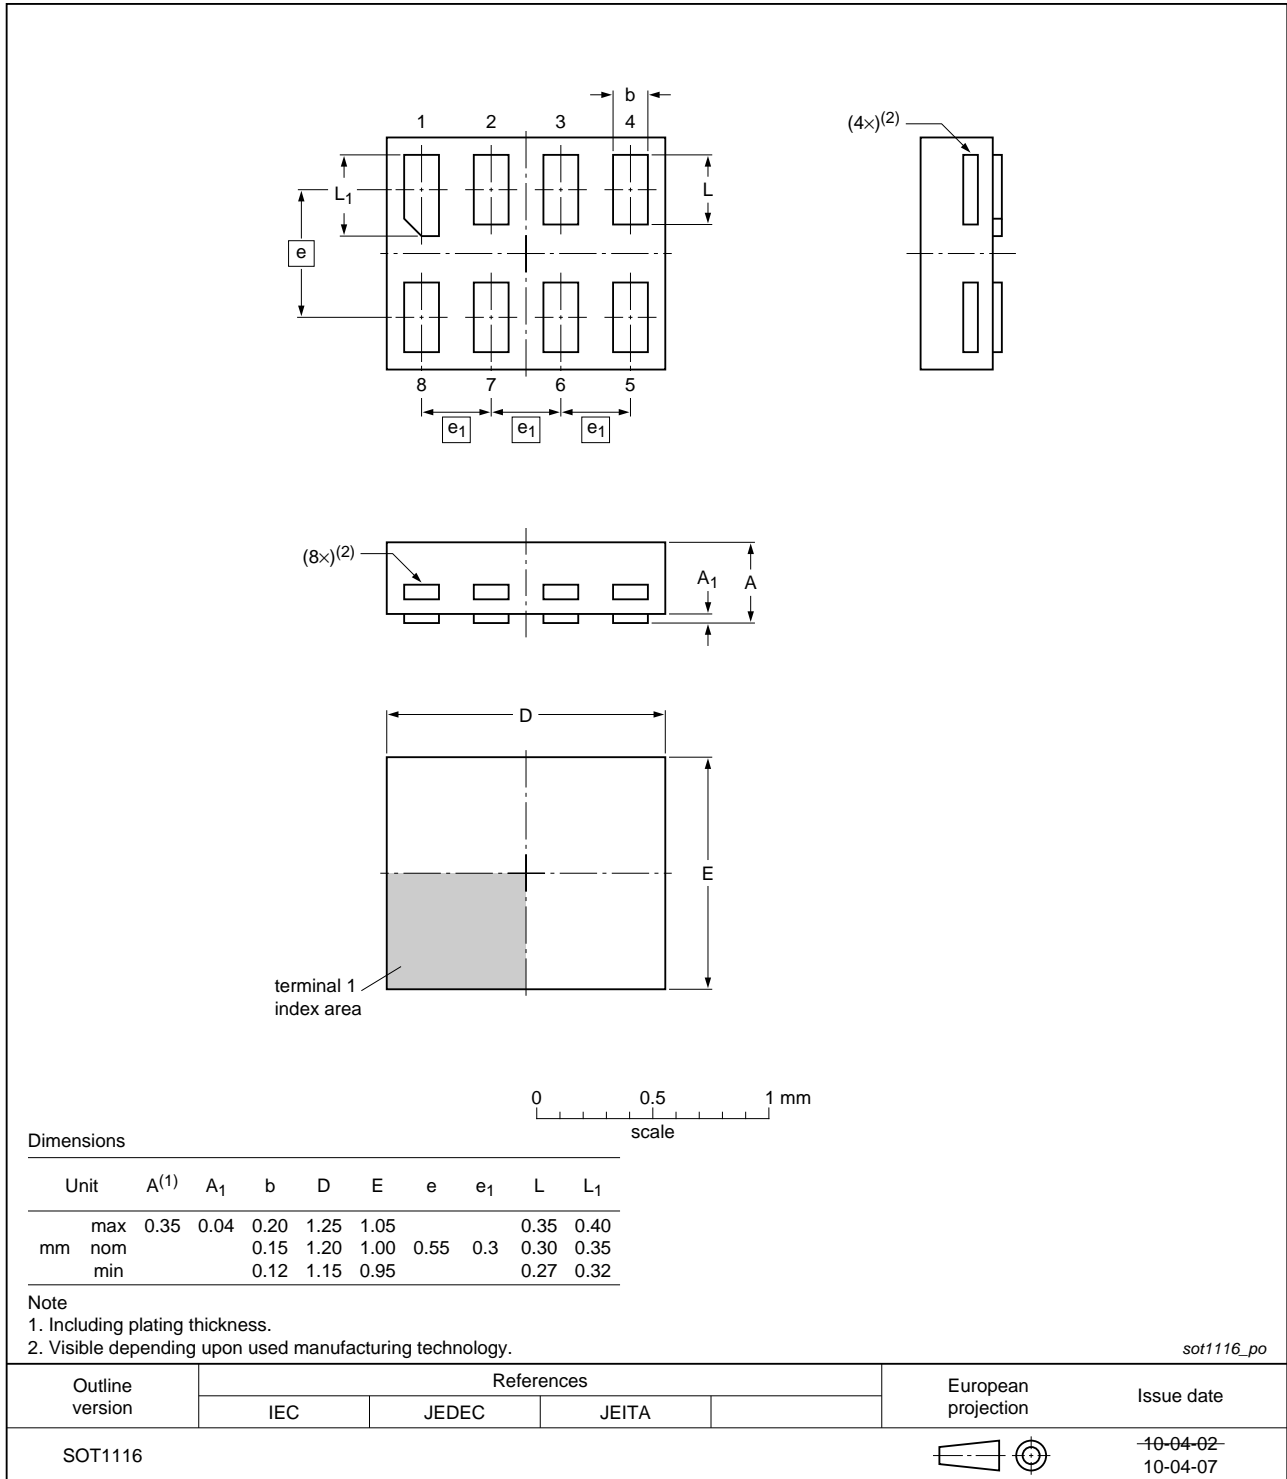 b
1 2 3 4
(4×)(2)
L1
L
e
8 7 6 5
e1 e1 e1
(8×)(2)
A1
A
D
E
terminal 1
index area
0 0.5 1 mm
scale
Dimensions
Unit A(1) A1 b D E e e1 L L1
max 0.35 0.04 0.20 1.25 1.05 0.35 0.40
mm nom 0.15 1.20 1.00 0.55 0.3 0.30 0.35
min 0.12 1.15 0.95 0.27 0.32
Note
1. Including plating thickness.
2. Visible depending upon used manufacturing technology.
sot1116_po
Outline
version
References
IEC JEDEC JEITA
European
projection
Issue date
SOT1116
10-04-02
10-04-07